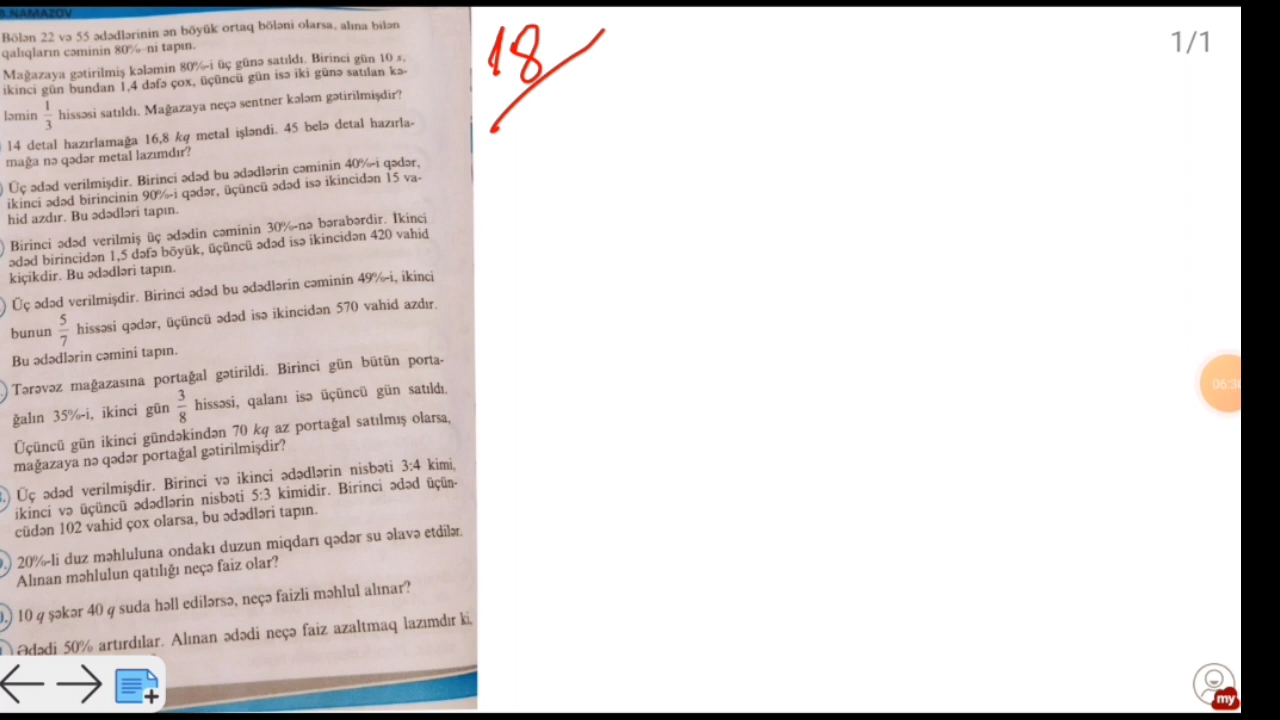 B.NAMAZOV
Bölən 22 və 55 ədədlərinin ən böyük ortaq böləni olarsa, alına bilən
qalıqların cəminin 80%-ni tapın.
Mağazaya gətirilmiş kələmin 80%-i üç günə satıldı. Birinci gün 10 s,
ikinci gün bundan 1,4 dəfə çox, üçüncü gün isə iki günə satılan kə-
ləmin 1/3 hissəsi satıldı. Mağazaya neçə sentner kələm gətirilmişdir?
14 detal hazırlamağa 16,8 kq metal işləndi. 45 belə detal hazırla-
mağa nə qədər metal lazımdır?
Üç ədəd verilmişdir. Birinci ədəd bu ədədlərin cəminin 40%-i qədər,
ikinci ədəd birincinin 90%-i qədər, üçüncü ədəd isə ikincidən 15 va-
hid azdır. Bu ədədləri tapın.
Birinci ədəd verilmiş üç ədədin cəminin 30%-nə bərabərdir. İkinci
ədəd birincidən 1,5 dəfə böyük, üçüncü ədəd isə ikincidən 420 vahid
kiçikdir. Bu ədədləri tapın.
Üç ədəd verilmişdir. Birinci ədəd bu ədədlərin cəminin 49%-i, ikinci
bunun 5/7 hissəsi qədər, üçüncü ədəd isə ikincidən 570 vahid azdır.
Bu ədədlərin cəmini tapın.
Tərəvəz mağazasına portağal gətirildi. Birinci gün bütün porta-
ğalın 35%-i, ikinci gün 3/8 hissəsi, qalanı isə üçüncü gün satıldı.
Üçüncü gün ikinci gündəkindən 70 kq az portağal satılmış olarsa,
mağazaya nə qədər portağal gətirilmişdir?
Üç ədəd verilmişdir. Birinci və ikinci ədədlərin nisbəti 3:4 kimi,
ikinci və üçüncü ədədlərin nisbəti 5:3 kimidir. Birinci ədəd üçün-
cüdən 102 vahid çox olarsa, bu ədədləri tapın.
20%-li duz məhluluna ondakı duzun miqdarı qədər su əlavə etdilər.
Alınan məhlulun qatılığı neçə faiz olar?
10 q şəkər 40 q suda həll edilərsə, neçə faizli məhlul alınar?
Ədədi 50% artırdılar. Alınan ədədi neçə faiz azaltmaq lazımdır ki,
18
1/1
06:30
my